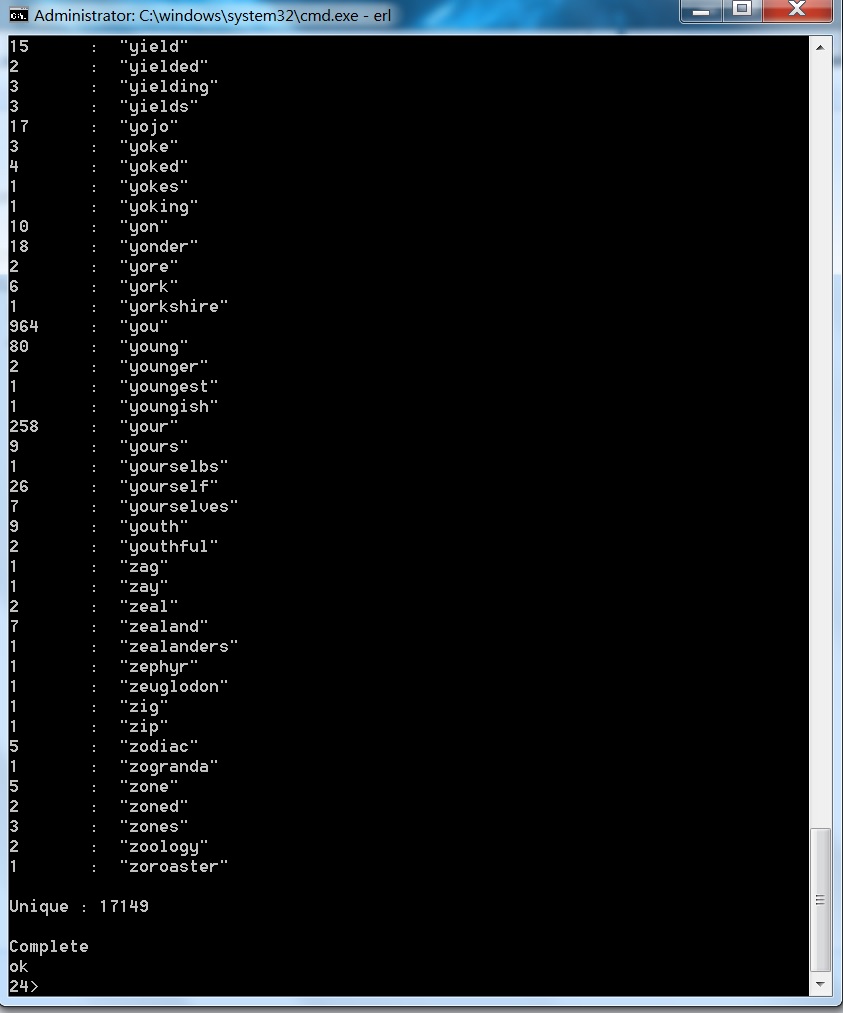 Administrator: C:\windows\system32\cmd.exe - erl
15 : "yield"
2 : "yielded"
3 : "yielding"
3 : "yields"
17 : "yojo"
3 : "yoke"
4 : "yoked"
1 : "yokes"
1 : "yoking"
10 : "yon"
18 : "yonder"
2 : "yore"
6 : "york"
1 : "yorkshire"
964 : "you"
80 : "young"
2 : "younger"
1 : "youngest"
1 : "youngish"
258 : "your"
9 : "yours"
1 : "yourselbs"
26 : "yourself"
7 : "yourselves"
9 : "youth"
2 : "youthful"
1 : "zag"
1 : "zay"
2 : "zeal"
7 : "zealand"
1 : "zealanders"
1 : "zephyr"
1 : "zeuglodon"
1 : "zig"
1 : "zip"
5 : "zodiac"
1 : "zogranda"
5 : "zone"
2 : "zoned"
3 : "zones"
2 : "zoology"
1 : "zoroaster"
Unique : 17149
Complete
ok
24>